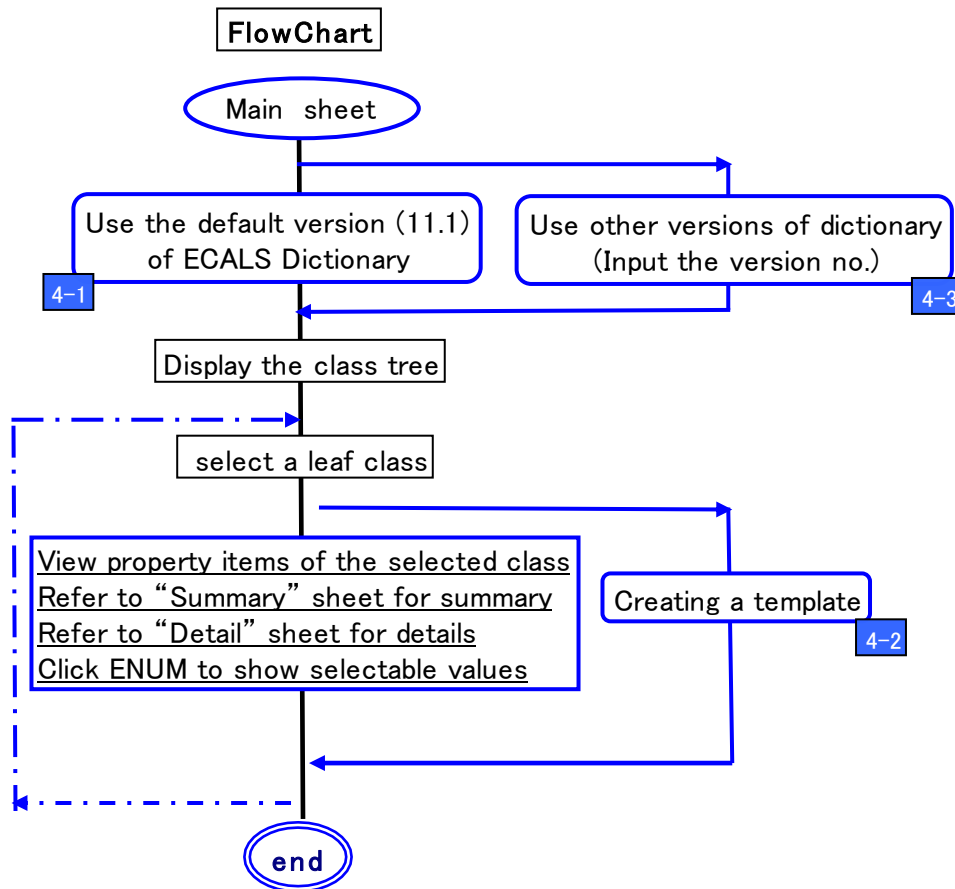 FlowChart
Main sheet
Use the default version (11.1)
of ECALS Dictionary
4-1
Use other versions of dictionary
(Input the version no.)
4-3
Display the class tree
select a leaf class
View property items of the selected class
Refer to “Summary” sheet for summary
Refer to “Detail” sheet for details
Click ENUM to show selectable values
Creating a template
4-2
end